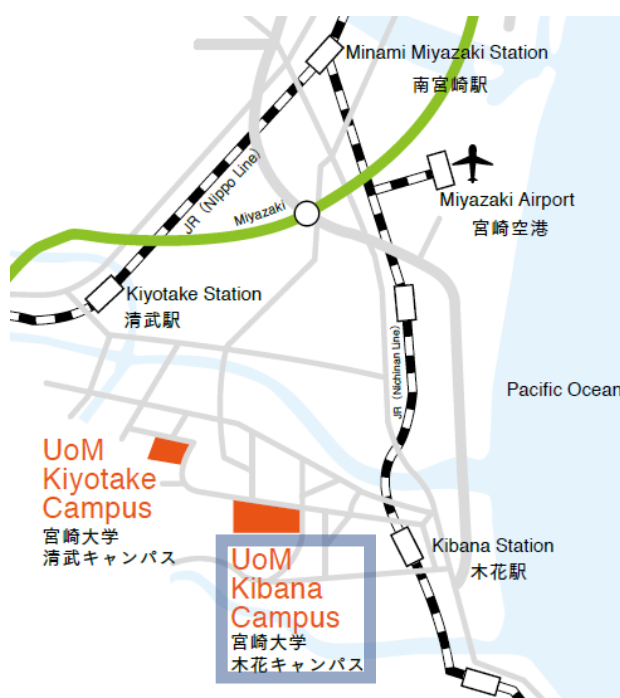 Minami Miyazaki Station
南宮崎駅
JR (Nippo Line)
Miyazaki
Miyazaki Airport
宮崎空港
Kiyotake Station
清武駅
JR (Nichinan Line)
Pacific Ocean
UoM
Kiyotake
Campus
宮崎大学
清武キャンパス
Kibana Station
木花駅
UoM
Kibana
Campus
宮崎大学
木花キャンパス